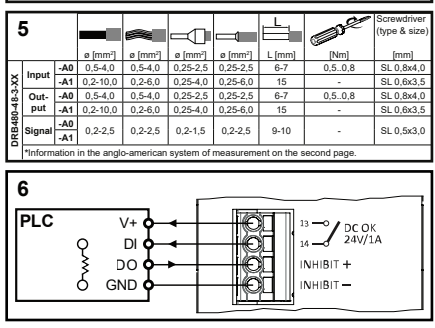 5 L Screwdriver (type & size)
ø [mm²] ø [mm²] ø [mm²] ø [mm²] L [mm] [Nm] [mm]
DRB480-48-3-XX
Input -A0 0,5-4,0 0,5-4,0 0,25-2,5 0,25-2,5 6-7 0,5..0,8 SL 0,8x4,0
-A1 0,2-10,0 0,2-6,0 0,25-4,0 0,25-6,0 15 - SL 0,6x3,5
Out-put -A0 0,5-4,0 0,5-4,0 0,25-2,5 0,25-2,5 6-7 0,5..0,8 SL 0,8x4,0
-A1 0,2-10,0 0,2-6,0 0,25-4,0 0,25-6,0 15 - SL 0,6x3,5
Signal -A0 -A1 0,2-2,5 0,2-2,5 0,2-1,5 0,2-2,5 9-10 - SL 0,5x3,0
*Information in the anglo-american system of measurement on the second page.
6
PLC V+ 13 DC OK
DI 14 24V/1A
DO INHIBIT +
GND INHIBIT −